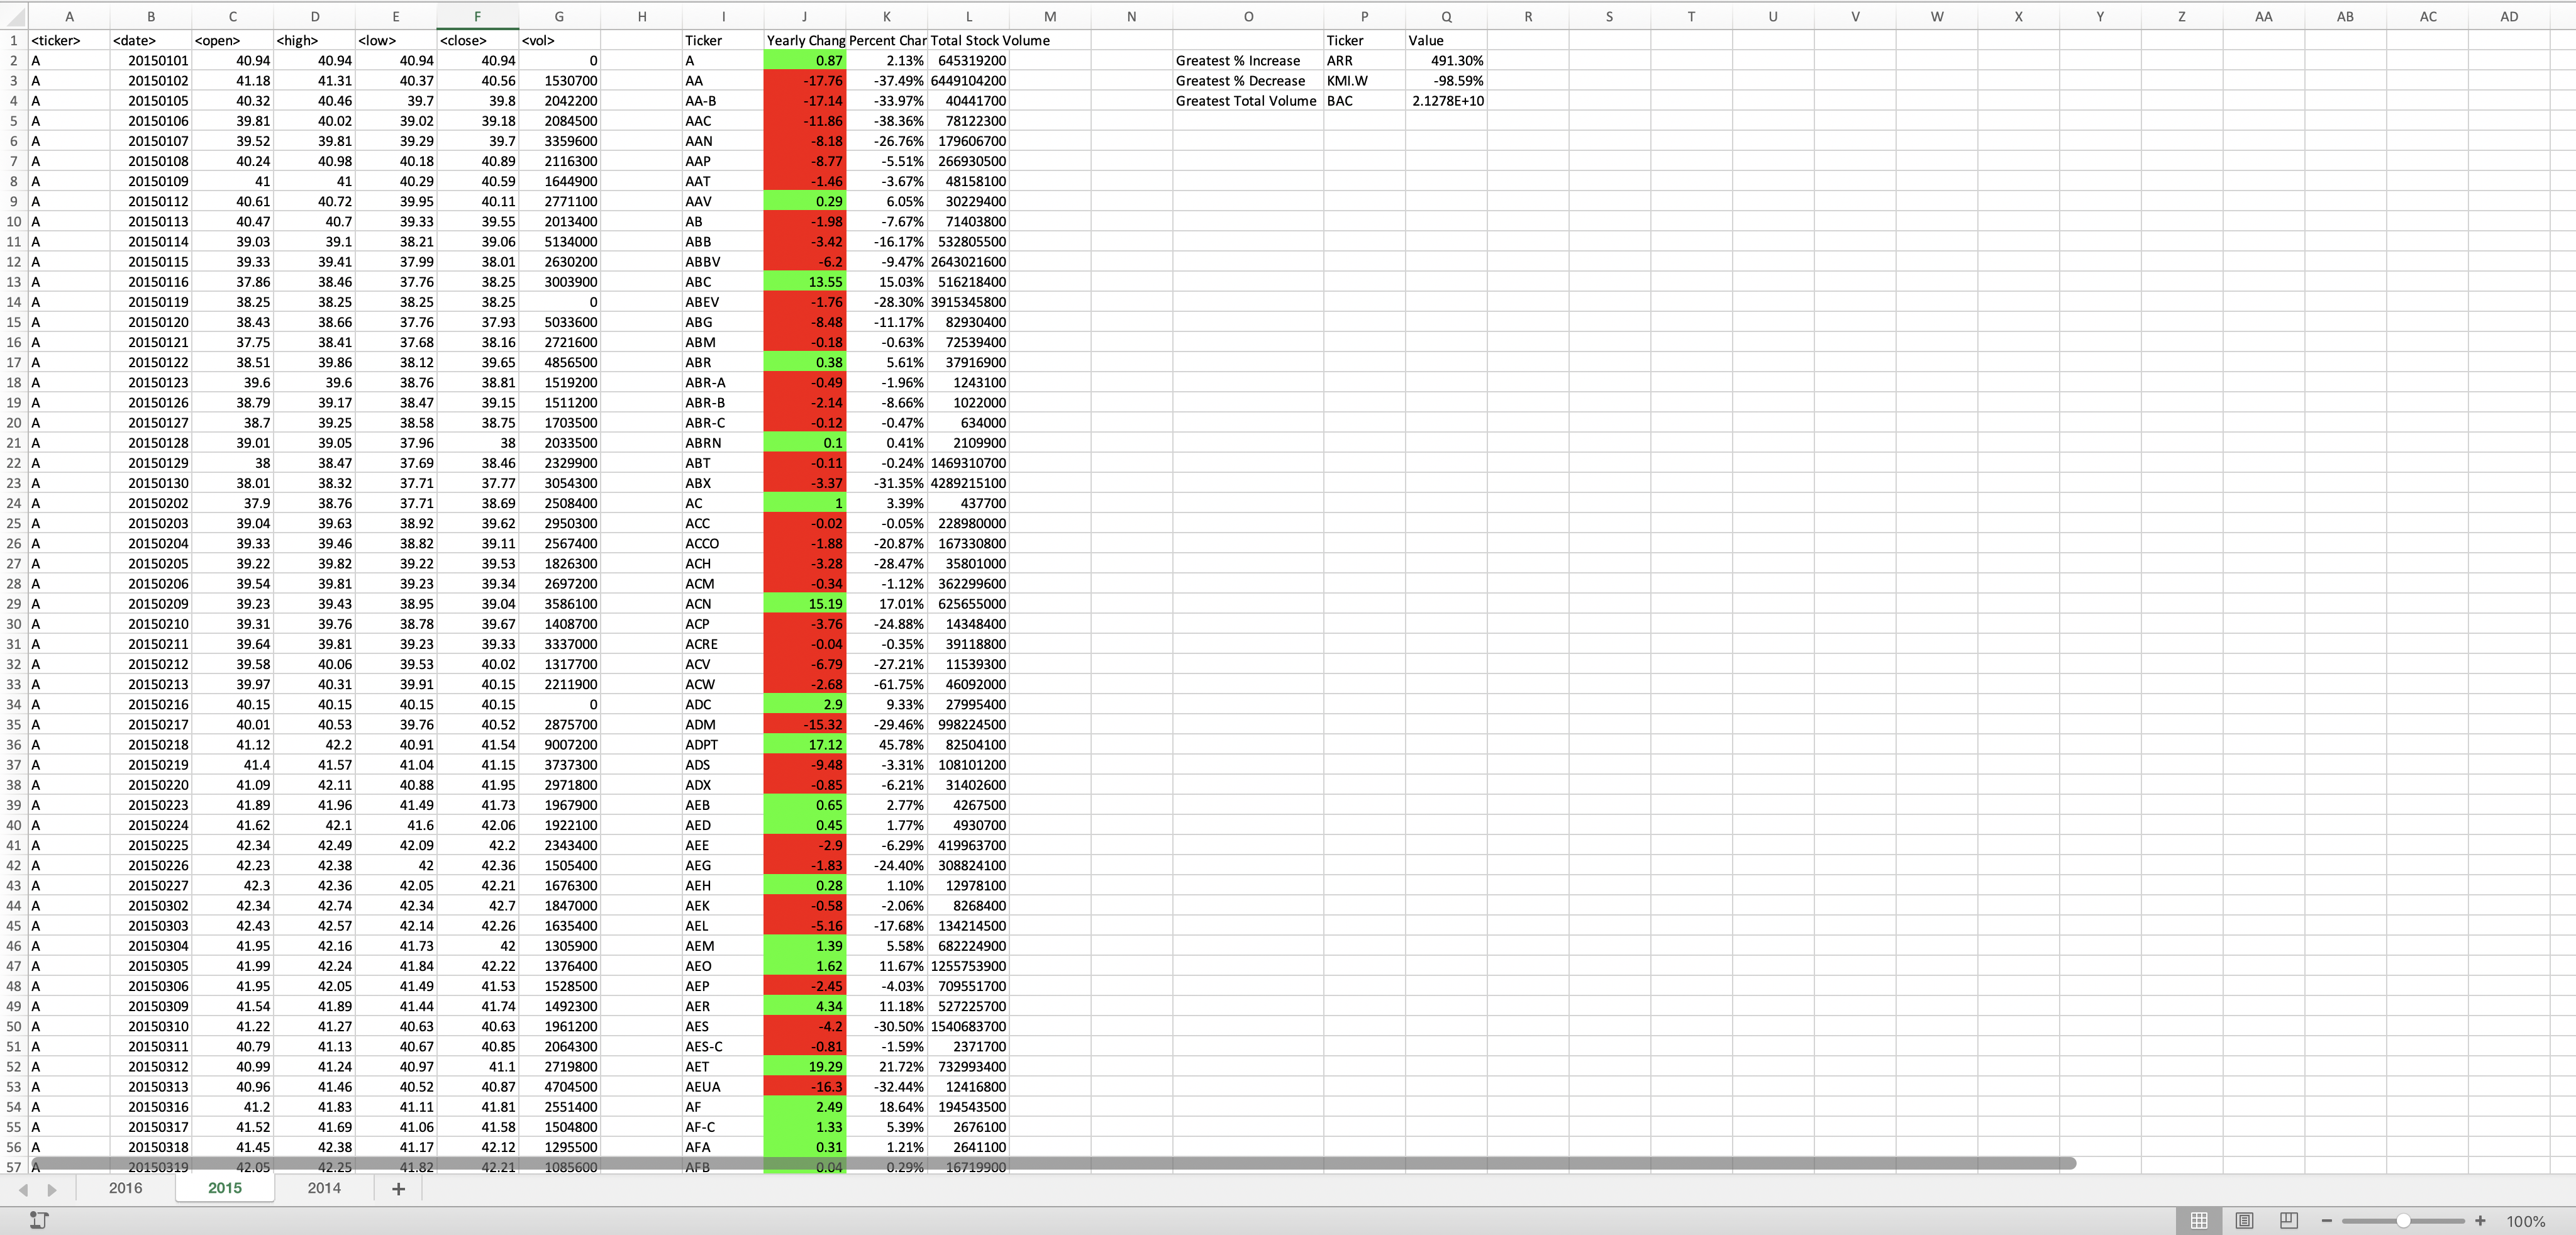 A B C D E F G H I J K L M N O P Q R S T U V W X Y Z AA AB AC AD
1 <ticker> <date> <open> <high> <low> <close> <vol> Ticker Yearly Chang Percent Char Total Stock Volume Ticker Value
2 A 20150101 40.94 40.94 40.94 40.94 0 A 0.87 2.13% 645319200 Greatest % Increase ARR 491.30%
3 A 20150102 41.18 41.31 40.37 40.56 1530700 AA -17.76 -37.49% 6449104200 Greatest % Decrease KMI.W -98.59%
4 A 20150105 40.32 40.46 39.7 39.8 2042200 AA-B -17.14 -33.97% 40441700 Greatest Total Volume BAC 2.1278E+10
5 A 20150106 39.81 40.02 39.02 39.18 2084500 AAC -11.86 -38.36% 78122300
6 A 20150107 39.52 39.81 39.29 39.7 3359600 AAN -8.18 -26.76% 179606700
7 A 20150108 40.24 40.98 40.18 40.89 2116300 AAP -8.77 -5.51% 266930500
8 A 20150109 41 41 40.29 40.59 1644900 AAT -1.46 -3.67% 48158100
9 A 20150112 40.61 40.72 39.95 40.11 2771100 AAV 0.29 6.05% 30229400
10 A 20150113 40.47 40.7 39.33 39.55 2013400 AB -1.98 -7.67% 71403800
11 A 20150114 39.03 39.1 38.21 39.06 5134000 ABB -3.42 -16.17% 532805500
12 A 20150115 39.33 39.41 37.99 38.01 2630200 ABBV -6.2 -9.47% 2643021600
13 A 20150116 37.86 38.46 37.76 38.25 3003900 ABC 13.55 15.03% 516218400
14 A 20150119 38.25 38.25 38.25 38.25 0 ABEV -1.76 -28.30% 3915345800
15 A 20150120 38.43 38.66 37.76 37.93 5033600 ABG -8.48 -11.17% 82930400
16 A 20150121 37.75 38.41 37.68 38.16 2721600 ABM -0.18 -0.63% 72539400
17 A 20150122 38.51 39.86 38.12 39.65 4856500 ABR 0.38 5.61% 37916900
18 A 20150123 39.6 39.6 38.76 38.81 1519200 ABR-A -0.49 -1.96% 1243100
19 A 20150126 38.79 39.17 38.47 39.15 1511200 ABR-B -2.14 -8.66% 1022000
20 A 20150127 38.7 39.25 38.58 38.75 1703500 ABR-C -0.12 -0.47% 634000
21 A 20150128 39.01 39.05 37.96 38 2033500 ABRN 0.1 0.41% 2109900
22 A 20150129 38 38.47 37.69 38.46 2329900 ABT -0.11 -0.24% 1469310700
23 A 20150130 38.01 38.32 37.71 37.77 3054300 ABX -3.37 -31.35% 4289215100
24 A 20150202 37.9 38.76 37.71 38.69 2508400 AC 1 3.39% 437700
25 A 20150203 39.04 39.63 38.92 39.62 2950300 ACC -0.02 -0.05% 228980000
26 A 20150204 39.33 39.46 38.82 39.11 2567400 ACCO -1.88 -20.87% 167330800
27 A 20150205 39.22 39.82 39.22 39.53 1826300 ACH -3.28 -28.47% 35801000
28 A 20150206 39.54 39.81 39.23 39.34 2697200 ACM -0.34 -1.12% 362299600
29 A 20150209 39.23 39.43 38.95 39.04 3586100 ACN 15.19 17.01% 625655000
30 A 20150210 39.31 39.76 38.78 39.67 1408700 ACP -3.76 -24.88% 14348400
31 A 20150211 39.64 39.81 39.23 39.33 3337000 ACRE -0.04 -0.35% 39118800
32 A 20150212 39.58 40.06 39.53 40.02 1317700 ACV -6.79 -27.21% 11539300
33 A 20150213 39.97 40.31 39.91 40.15 2211900 ACW -2.68 -61.75% 46092000
34 A 20150216 40.15 40.15 40.15 40.15 0 ADC 2.9 9.33% 27995400
35 A 20150217 40.01 40.53 39.76 40.52 2875700 ADM -15.32 -29.46% 998224500
36 A 20150218 41.12 42.2 40.91 41.54 9007200 ADPT 17.12 45.78% 82504100
37 A 20150219 41.4 41.57 41.04 41.15 3737300 ADS -9.48 -3.31% 108101200
38 A 20150220 41.09 42.11 40.88 41.95 2971800 ADX -0.85 -6.21% 31402600
39 A 20150223 41.89 41.96 41.49 41.73 1967900 AEB 0.65 2.77% 4267500
40 A 20150224 41.62 42.1 41.6 42.06 1922100 AED 0.45 1.77% 4930700
41 A 20150225 42.34 42.49 42.09 42.2 2343400 AEE -2.9 -6.29% 419963700
42 A 20150226 42.23 42.38 42 42.36 1505400 AEG -1.83 -24.40% 308824100
43 A 20150227 42.3 42.36 42.05 42.21 1676300 AEH 0.28 1.10% 12978100
44 A 20150302 42.34 42.74 42.34 42.7 1847000 AEK -0.58 -2.06% 8268400
45 A 20150303 42.43 42.57 42.14 42.26 1635400 AEL -5.16 -17.68% 134214500
46 A 20150304 41.95 42.16 41.73 42 1305900 AEM 1.39 5.58% 682224900
47 A 20150305 41.99 42.24 41.84 42.22 1376400 AEO 1.62 11.67% 1255753900
48 A 20150306 41.95 42.05 41.49 41.53 1528500 AEP -2.45 -4.03% 709551700
49 A 20150309 41.54 41.89 41.44 41.74 1492300 AER 4.34 11.18% 527225700
50 A 20150310 41.22 41.27 40.63 40.63 1961200 AES -4.2 -30.50% 1540683700
51 A 20150311 40.79 41.13 40.67 40.85 2064300 AES-C -0.81 -1.59% 2371700
52 A 20150312 40.99 41.24 40.97 41.1 2719800 AET 19.29 21.72% 732993400
53 A 20150313 40.96 41.46 40.52 40.87 4704500 AEUA -16.3 -32.44% 12416800
54 A 20150316 41.2 41.83 41.11 41.81 2551400 AF 2.49 18.64% 194543500
55 A 20150317 41.52 41.69 41.06 41.58 1504800 AF-C 1.33 5.39% 2676100
56 A 20150318 41.45 42.38 41.17 42.12 1295500 AFA 0.31 1.21% 2641100
57 A 20150319 42.05 42.25 41.82 42.21 1085600 AFB 0.04 0.29% 16719900
2016 2015 2014 +
100%